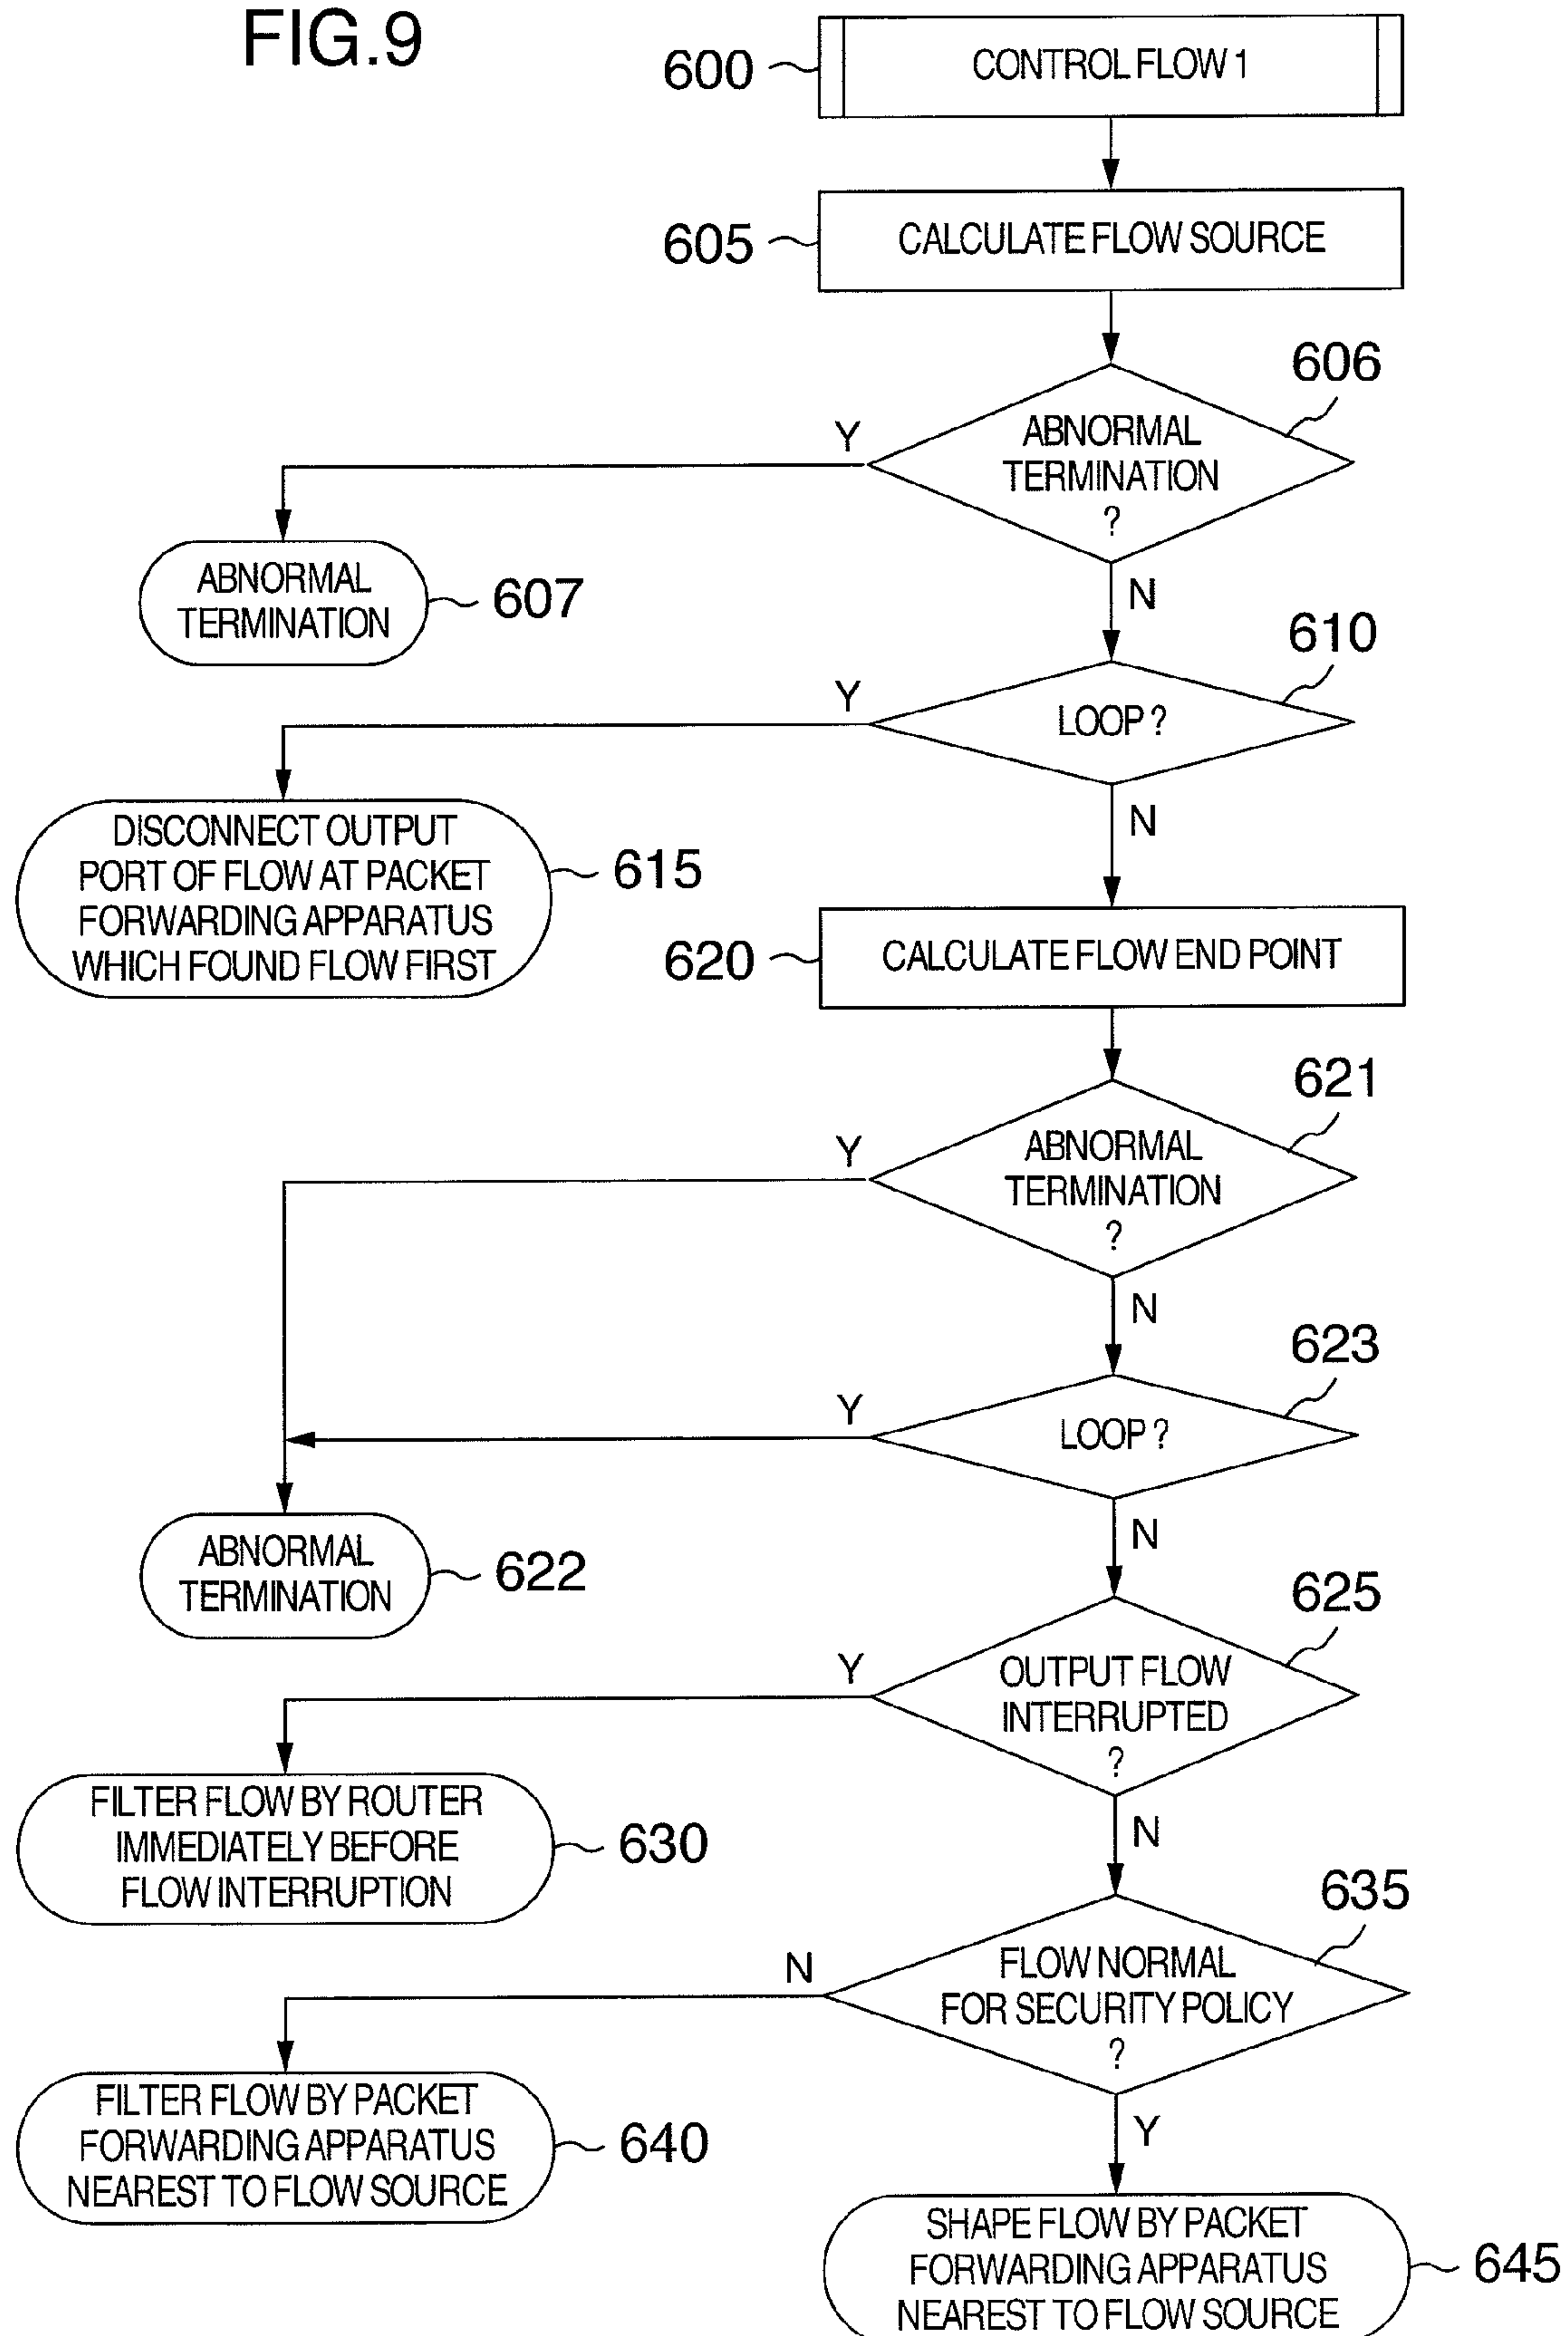 FIG.9
600
CONTROL FLOW 1
605
CALCULATE FLOW SOURCE
606
ABNORMAL
TERMINATION
?
Y
N
ABNORMAL
TERMINATION
607
610
LOOP ?
Y
N
DISCONNECT OUTPUT
PORT OF FLOW AT PACKET
FORWARDING APPARATUS
WHICH FOUND FLOW FIRST
615
620
CALCULATE FLOW END POINT
621
ABNORMAL
TERMINATION
?
Y
N
623
LOOP ?
Y
N
ABNORMAL
TERMINATION
622
625
OUTPUT FLOW
INTERRUPTED
?
Y
N
FILTER FLOW BY ROUTER
IMMEDIATELY BEFORE
FLOW INTERRUPTION
630
635
FLOW NORMAL
FOR SECURITY POLICY
?
N
Y
FILTER FLOW BY PACKET
FORWARDING APPARATUS
NEAREST TO FLOW SOURCE
640
SHAPE FLOW BY PACKET
FORWARDING APPARATUS
NEAREST TO FLOW SOURCE
645